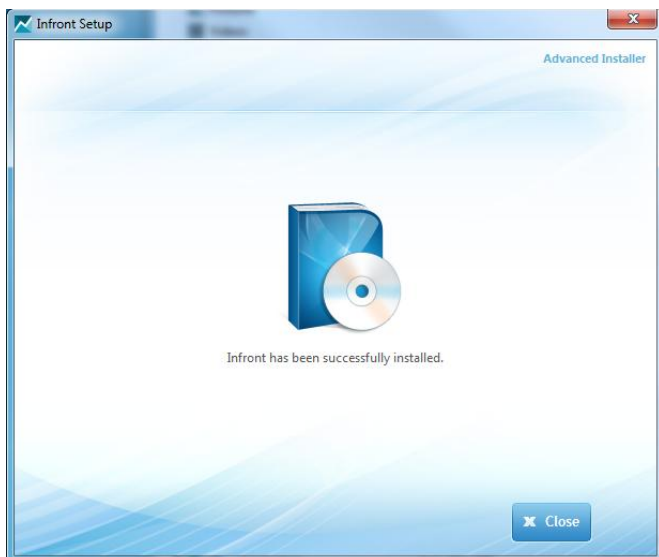 Infront Setup
Advanced Installer
Infront has been successfully installed.
Close